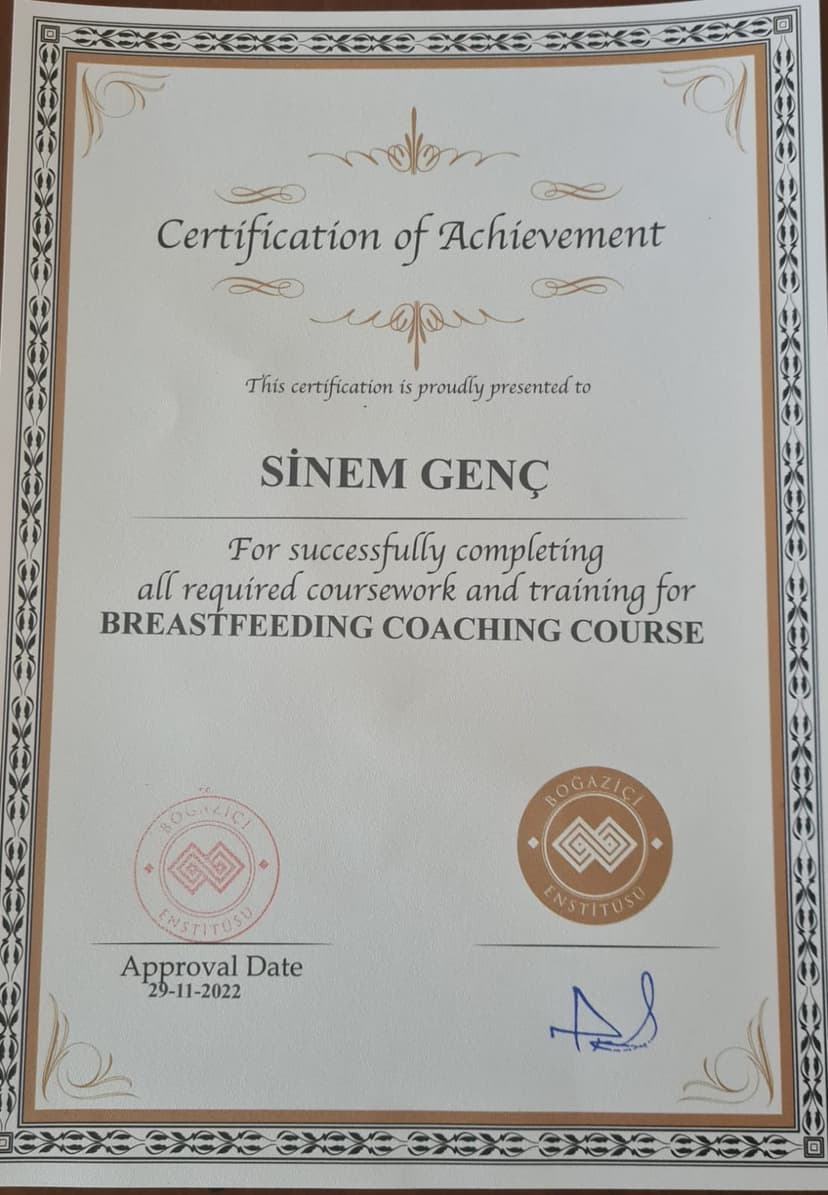 Certification of Achievement
This certification is proudly presented to
SİNEM GENÇ
For successfully completing
all required coursework and training for
BREASTFEEDING COACHING COURSE
BOĞAZİÇİ
ENSTİTÜSÜ
BOĞAZİÇİ
ENSTİTÜSÜ
Approval Date
29-11-2022